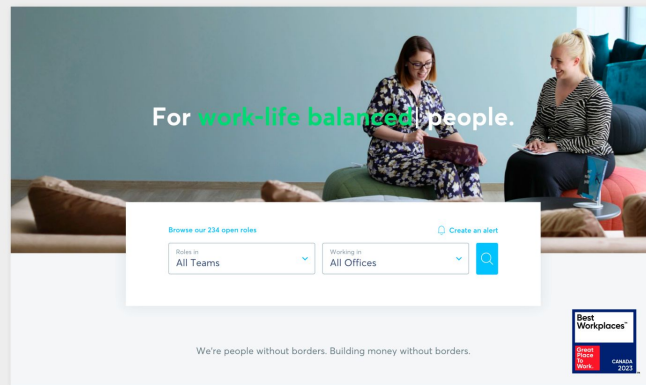 For work-life balanced| people.
Browse our 234 open roles
Create an alert
Roles in
All Teams
Working in
All Offices
We're people without borders. Building money without borders.
Best
Workplaces™
Great
Place
To
Work.
CANADA
2023